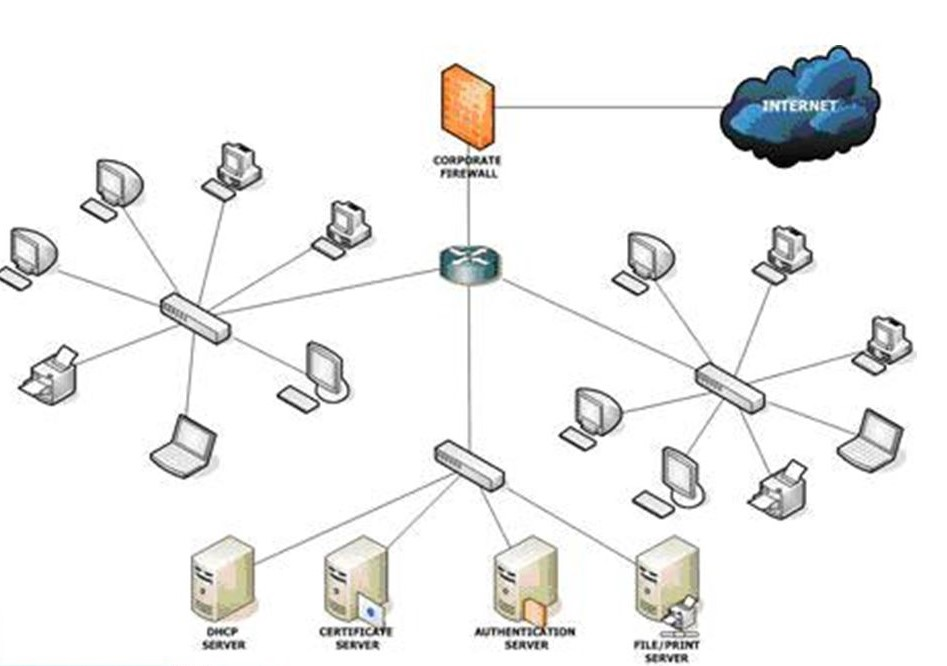 INTERNET
CORPORATE
FIREWALL
DHCP
SERVER
CERTIFICATE
SERVER
AUTHENTICATION
SERVER
FILE/PRINT
SERVER